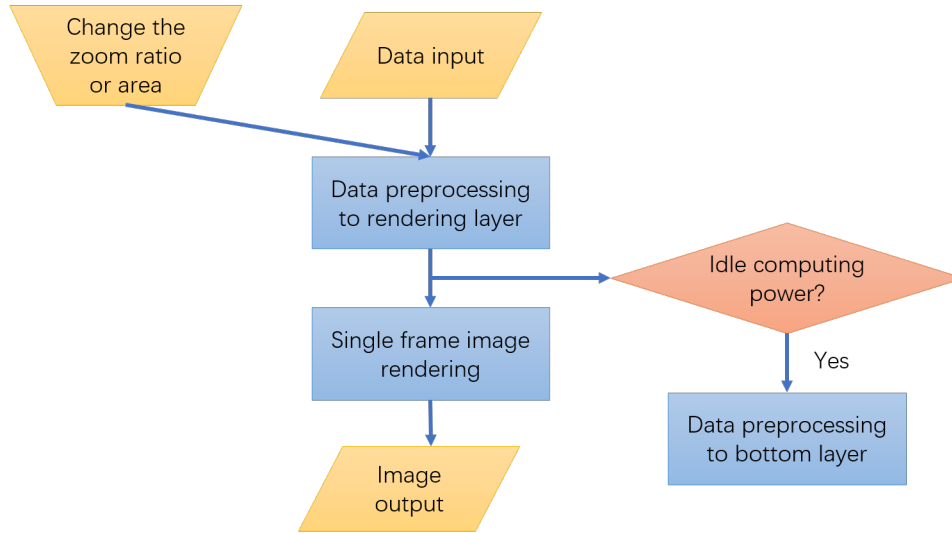 Change the
zoom ratio
or area
Data input
Data preprocessing
to rendering layer
Idle computing
power?
Single frame image
rendering
Yes
Data preprocessing
to bottom layer
Image
output